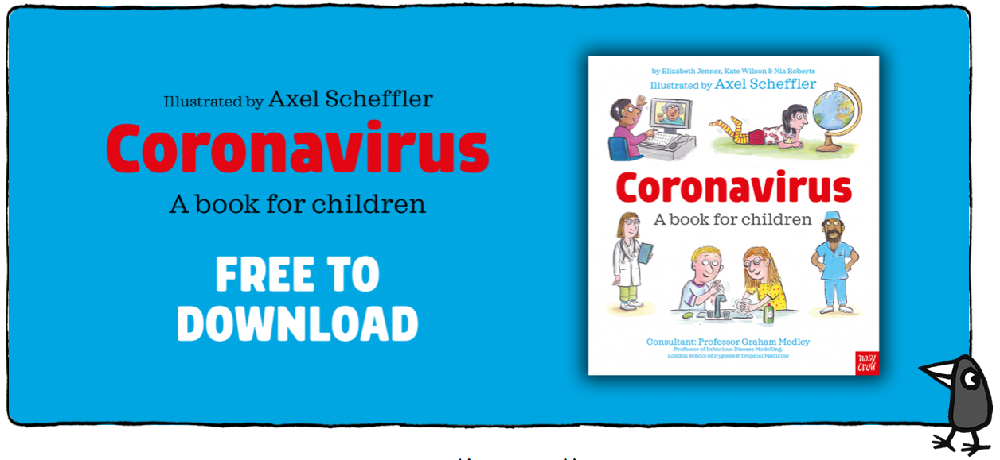 Illustrated by Axel Scheffler
Coronavirus
A book for children
FREE TO
DOWNLOAD
by Elizabeth Jenner, Kate Wilson & Nia Roberts
Illustrated by Axel Scheffler
Coronavirus
A book for children
Consultant: Professor Graham Medley
Professor of Infectious Disease Modelling,
London School of Hygiene & Tropical Medicine
nosy
crow